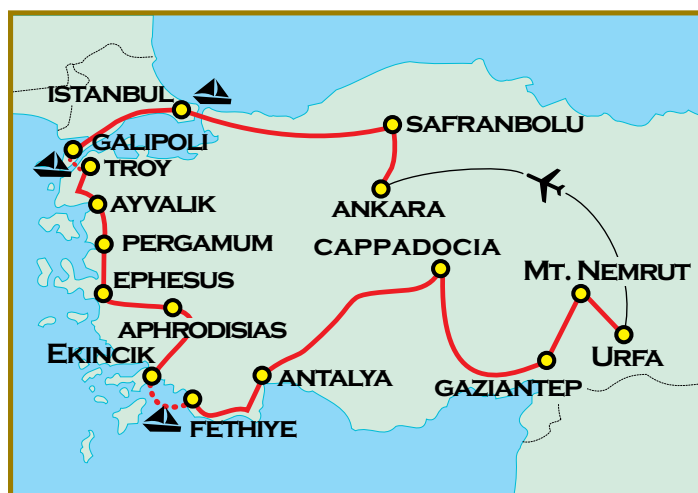 ISTANBUL
GALIPOLI
TROY
AYVALIK
PERGAMUM
EPHESUS
APHRODISIAS
EKINCIK
FETHIYE
ANTALYA
SAFRANBOLU
ANKARA
CAPPADOCIA
MT. NEMRUT
URFA
GAZIANTEP